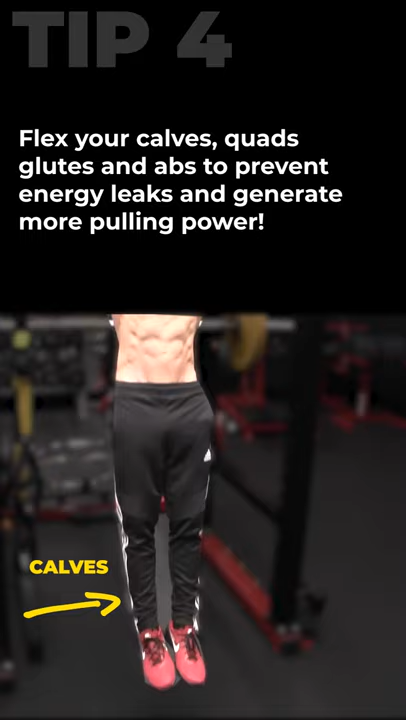 TIP 4
Flex your calves, quads
glutes and abs to prevent
energy leaks and generate
more pulling power!
CALVES